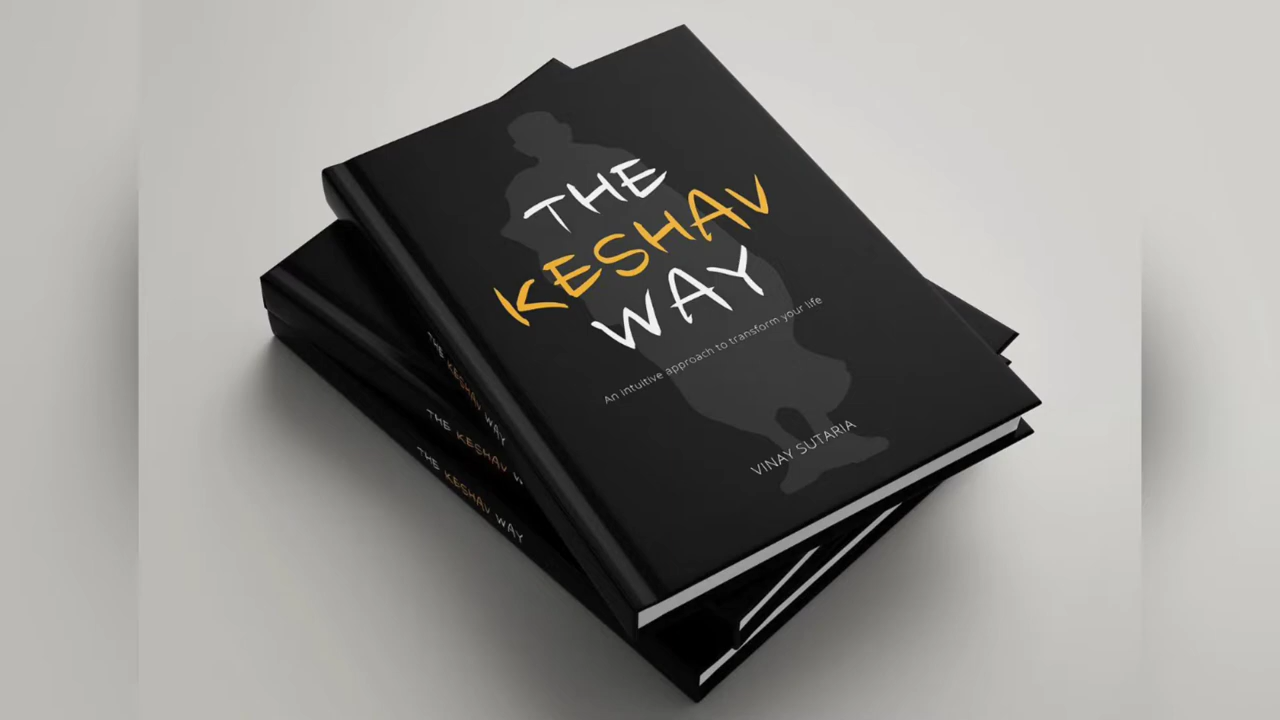 THE
KESHAV
WAY
An intuitive approach to transform your life
VINAY SUTARIA
THE KESHAV WAY
THE KESHAV W
THE KESHAV WAY